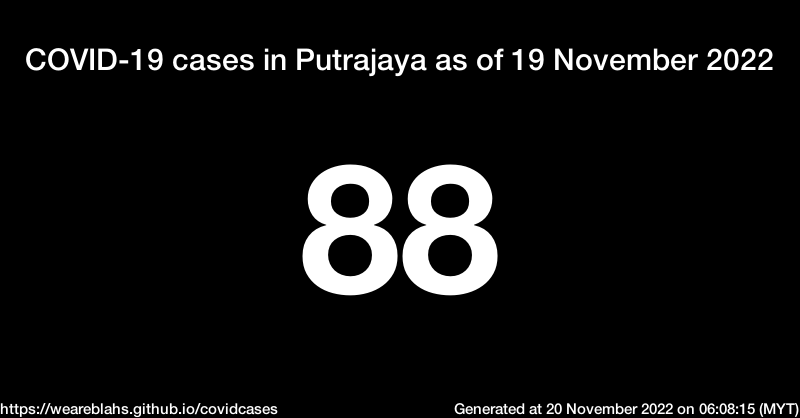 COVID-19 cases in Putrajaya as of 19 November 2022
88
https://weareblahs.github.io/covidcases
Generated at 20 November 2022 on 06:08:15 (MYT)